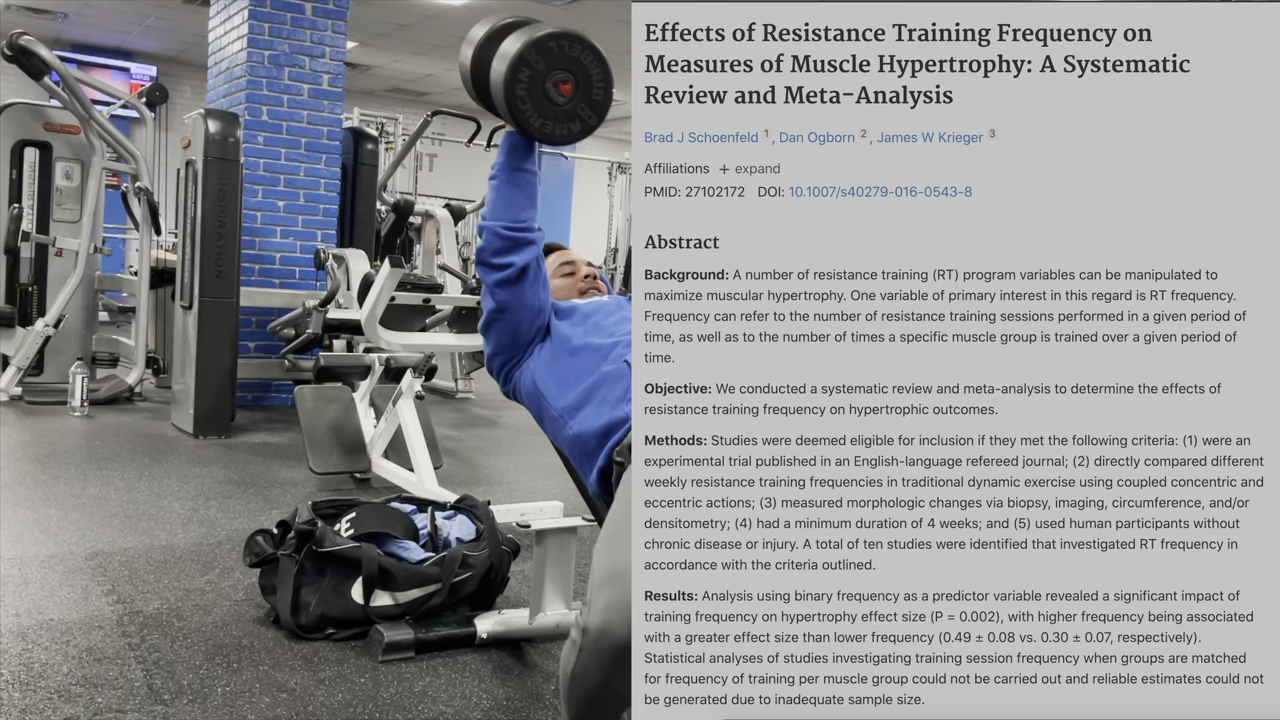 INSPIRATION
AMERICAN BARBELL
Effects of Resistance Training Frequency on
Measures of Muscle Hypertrophy: A Systematic
Review and Meta-Analysis
Brad J Schoenfeld 1, Dan Ogborn 2, James W Krieger 3
Affiliations + expand
PMID: 27102172 DOI: 10.1007/s40279-016-0543-8
Abstract
Background: A number of resistance training (RT) program variables can be manipulated to
maximize muscular hypertrophy. One variable of primary interest in this regard is RT frequency.
Frequency can refer to the number of resistance training sessions performed in a given period of
time, as well as to the number of times a specific muscle group is trained over a given period of
time.
Objective: We conducted a systematic review and meta-analysis to determine the effects of
resistance training frequency on hypertrophic outcomes.
Methods: Studies were deemed eligible for inclusion if they met the following criteria: (1) were an
experimental trial published in an English-language refereed journal; (2) directly compared different
weekly resistance training frequencies in traditional dynamic exercise using coupled concentric and
eccentric actions; (3) measured morphologic changes via biopsy, imaging, circumference, and/or
densitometry; (4) had a minimum duration of 4 weeks; and (5) used human participants without
chronic disease or injury. A total of ten studies were identified that investigated RT frequency in
accordance with the criteria outlined.
Results: Analysis using binary frequency as a predictor variable revealed a significant impact of
training frequency on hypertrophy effect size (P = 0.002), with higher frequency being associated
with a greater effect size than lower frequency (0.49 ± 0.08 vs. 0.30 ± 0.07, respectively).
Statistical analyses of studies investigating training session frequency when groups are matched
for frequency of training per muscle group could not be carried out and reliable estimates could not
be generated due to inadequate sample size.